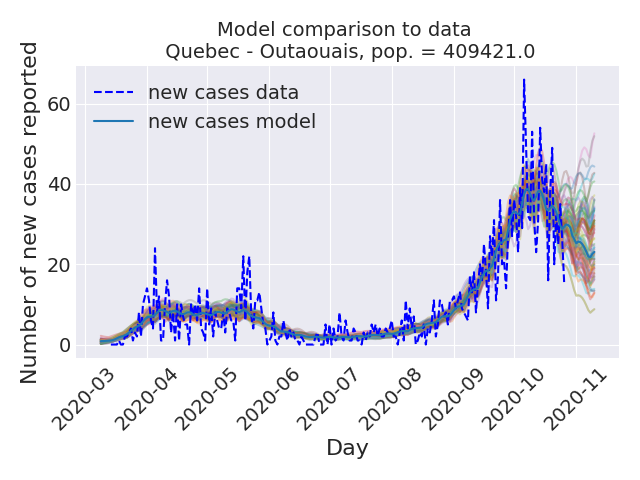 Model comparison to data
Quebec - Outaouais, pop. = 409421.0
Number of new cases reported
60
40
20
0
new cases data
new cases model
2020-03
2020-04
2020-05
2020-06
2020-07
2020-08
2020-09
2020-10
2020-11
Day